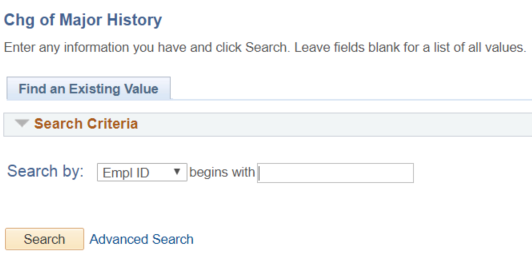 Chg of Major History
Enter any information you have and click Search. Leave fields blank for a list of all values.
Find an Existing Value
Search Criteria
Search by: Empl ID begins with
Search Advanced Search